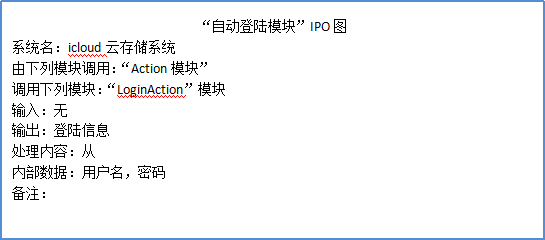 “自动登陆模块”IPO 图
系统名：icloud 云存储系统
由下列模块调用：“Action 模块”
调用下列模块：“LoginAction”模块
输入：无
输出：登陆信息
处理内容：从
内部数据：用户名，密码
备注：